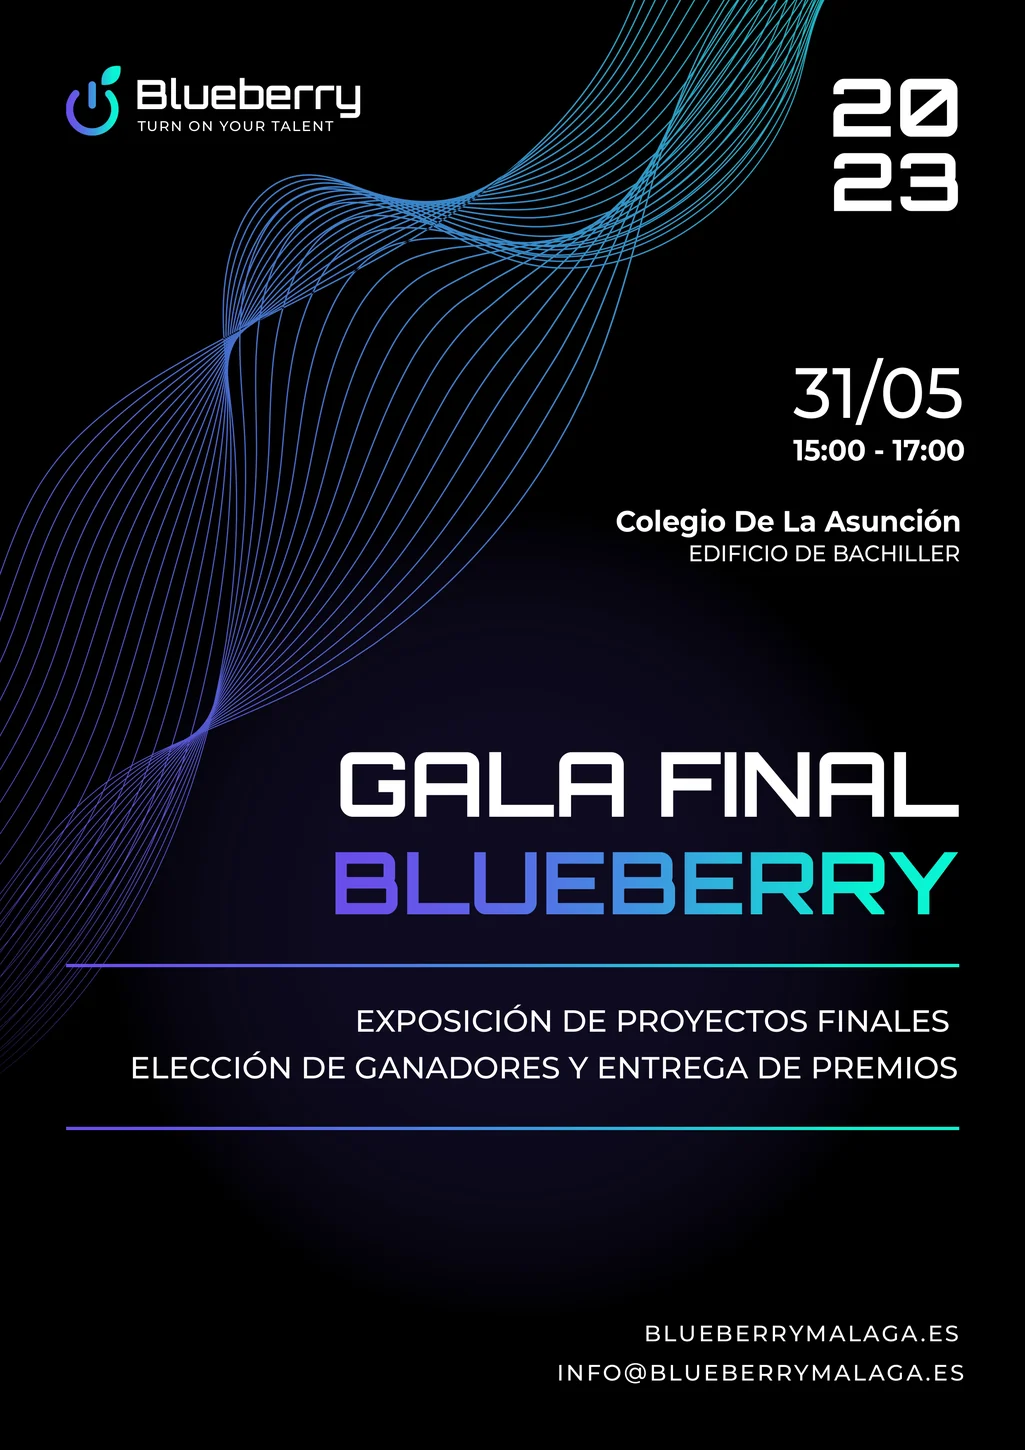 Blueberry
TURN ON YOUR TALENT
20
23
31/05
15:00 - 17:00
Colegio De La Asunción
EDIFICIO DE BACHILLER
GALA FINAL
BLUEBERRY
EXPOSICIÓN DE PROYECTOS FINALES
ELECCIÓN DE GANADORES Y ENTREGA DE PREMIOS
BLUEBERRYMALAGA.ES
INFO@BLUEBERRYMALAGA.ES